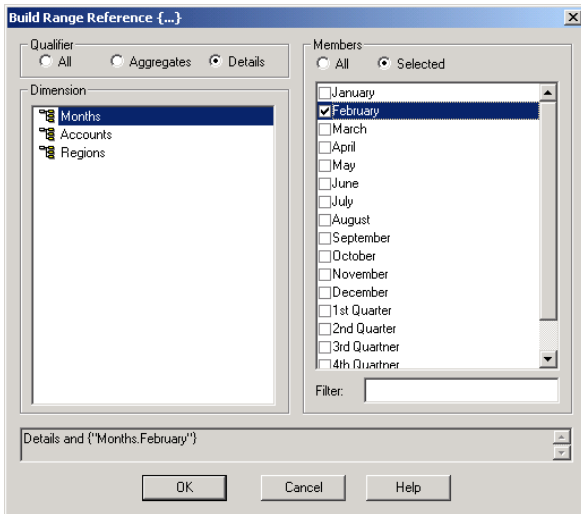 Build Range Reference {...}
Qualifier
All Aggregates Details
Dimension
Months
Accounts
Regions
Members
All Selected
January
February
March
April
May
June
July
August
September
October
November
December
1st Quarter
2nd Quarter
3rd Quartner
4th Quartner
Filter:
Details and {"Months.February"}
OK Cancel Help